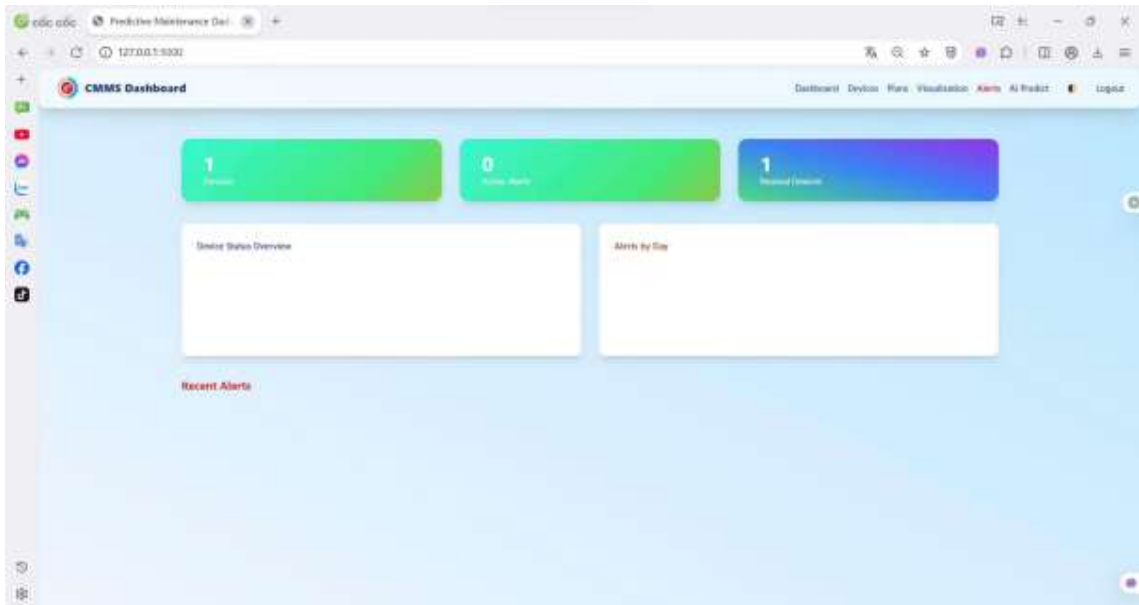 cốc cốc Predictive Maintenance Das
127.0.0.1:5000
CMMS Dashboard
Dashboard Devices Plans Visualization Alerts AI Predict Logout
1
Devices
0
Active Alerts
1
Device Status Overview
Alerts by Day
Recent Alerts